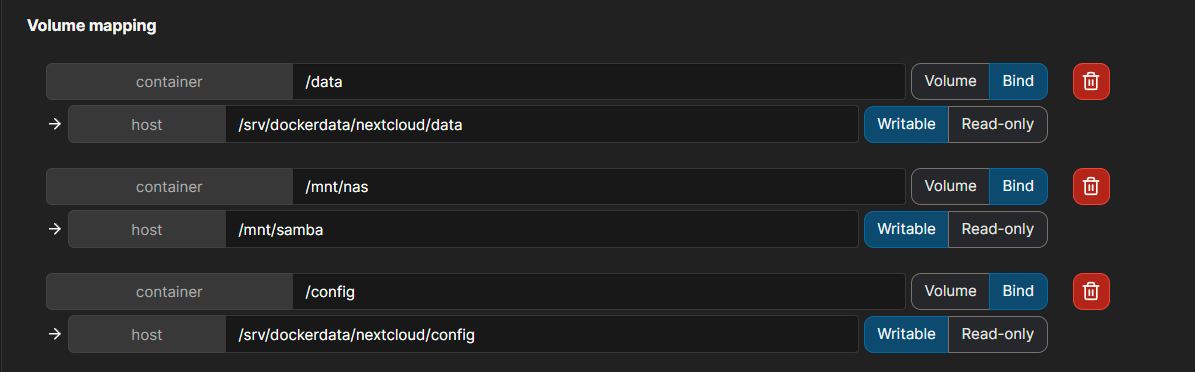 Volume mapping
container /data Volume Bind
→ host /srv/dockerdata/nextcloud/data Writable Read-only
container /mnt/nas Volume Bind
→ host /mnt/samba Writable Read-only
container /config Volume Bind
→ host /srv/dockerdata/nextcloud/config Writable Read-only